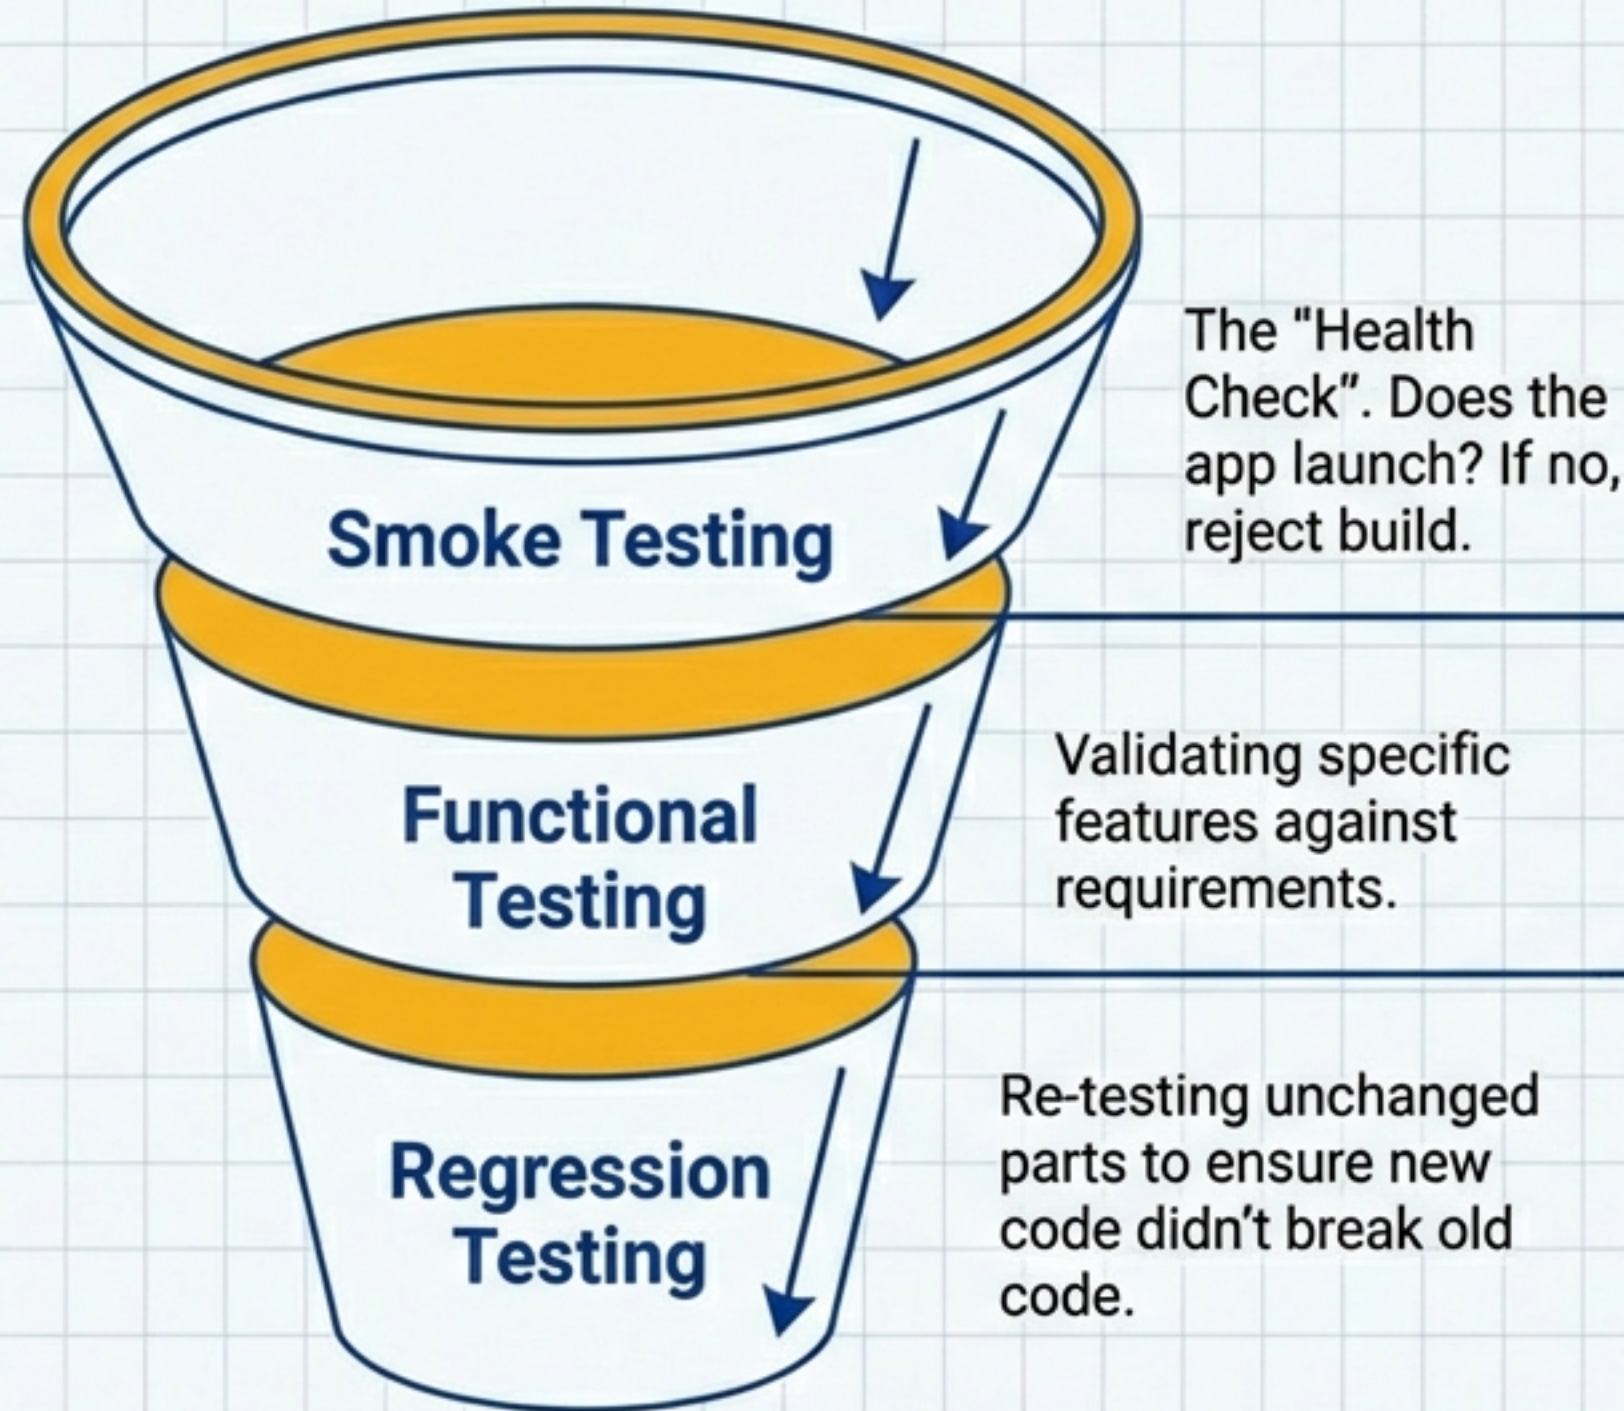 The "Health
Check". Does the
app launch? If no,
reject build.
Smoke Testing
Validating specific
features against
requirements.
Functional
Testing
Re-testing unchanged
parts to ensure new
code didn't break old
code.
Regression
Testing